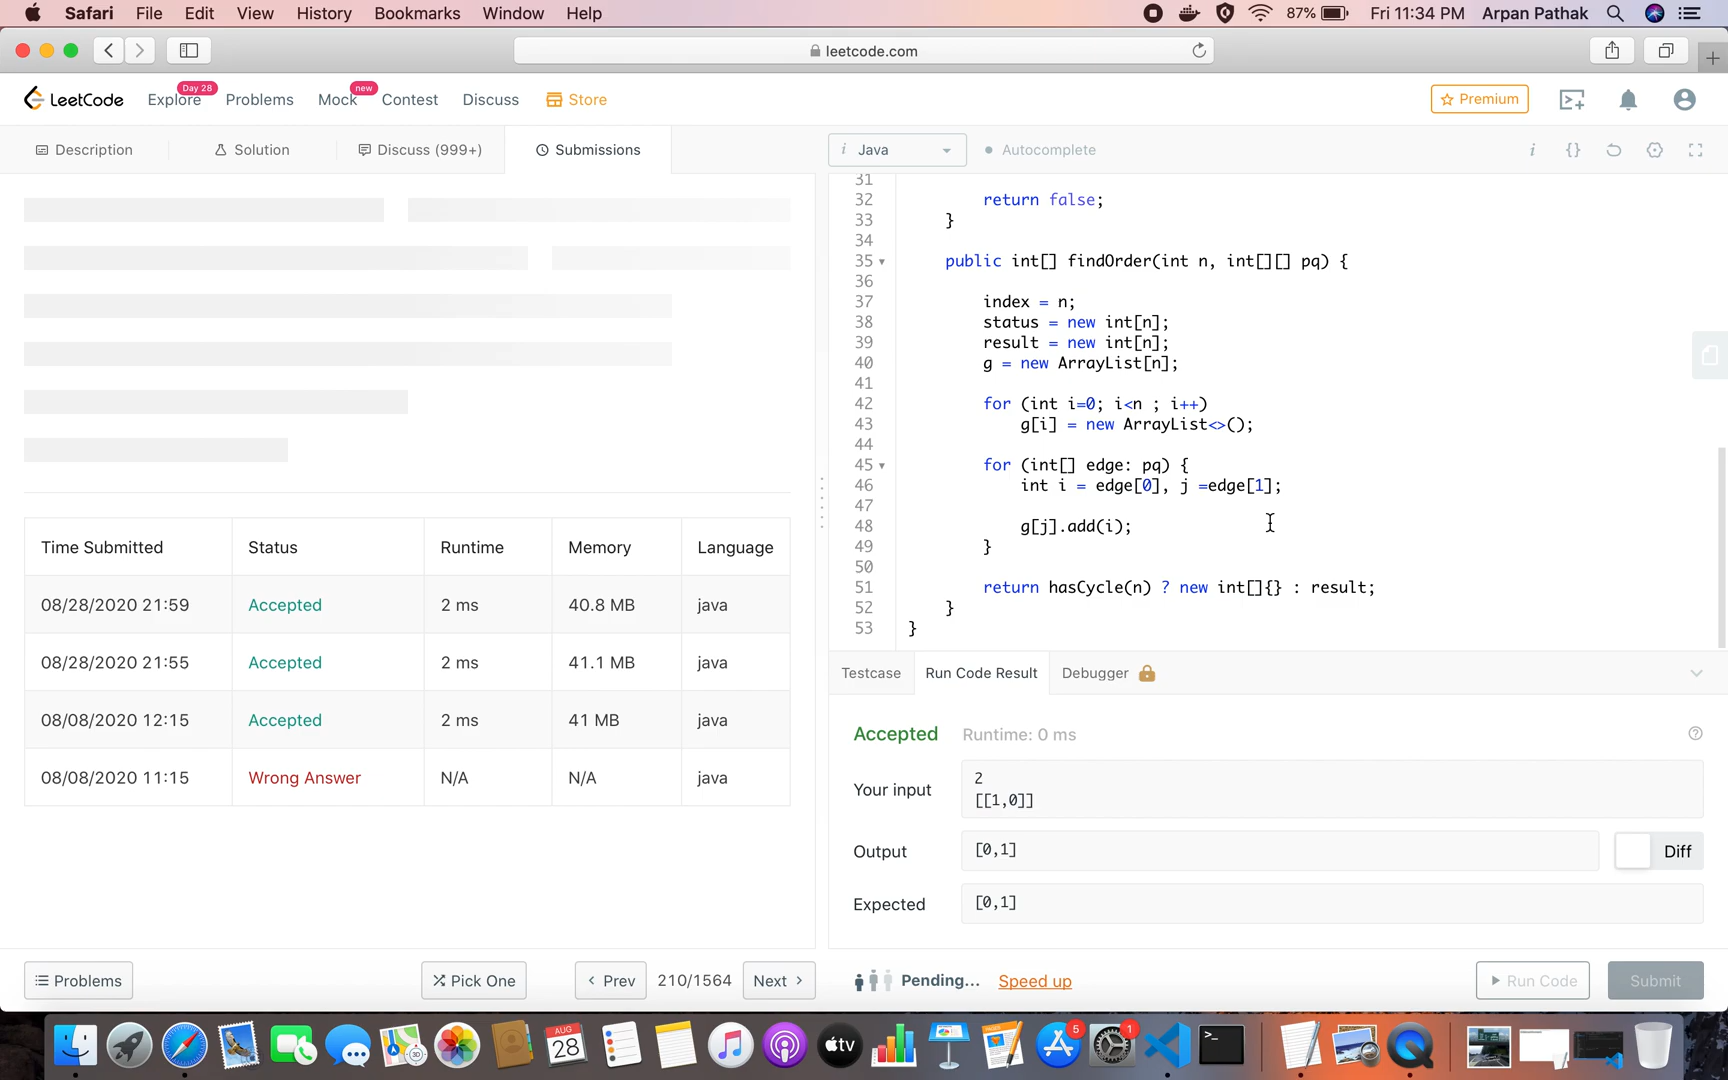 Safari File Edit View History Bookmarks Window Help 87% Fri 11:34 PM Arpan Pathak
leetcode.com
LeetCode Explore Day 28 Problems Mock new Contest Discuss Store Premium
Description Solution Discuss (999+) Submissions
Time Submitted Status Runtime Memory Language
08/28/2020 21:59 Accepted 2 ms 40.8 MB java
08/28/2020 21:55 Accepted 2 ms 41.1 MB java
08/08/2020 12:15 Accepted 2 ms 41 MB java
08/08/2020 11:15 Wrong Answer N/A N/A java
Problems Pick One < Prev 210/1564 Next >
i Java Autocomplete i {}
31
32 return false;
33 }
34
35 public int[] findOrder(int n, int[][] pq) {
36
37 index = n;
38 status = new int[n];
39 result = new int[n];
40 g = new ArrayList[n];
41
42 for (int i=0; i<n ; i++)
43 g[i] = new ArrayList<>();
44
45 for (int[] edge: pq) {
46 int i = edge[0], j =edge[1];
47
48 g[j].add(i);
49 }
50
51 return hasCycle(n) ? new int[]{} : result;
52 }
53 }
Testcase Run Code Result Debugger
Accepted Runtime: 0 ms ?
Your input
2
[[1,0]]
Output [0,1] Diff
Expected [0,1]
Pending... Speed up Run Code Submit
3D AUG 28 tv 5 1 >_